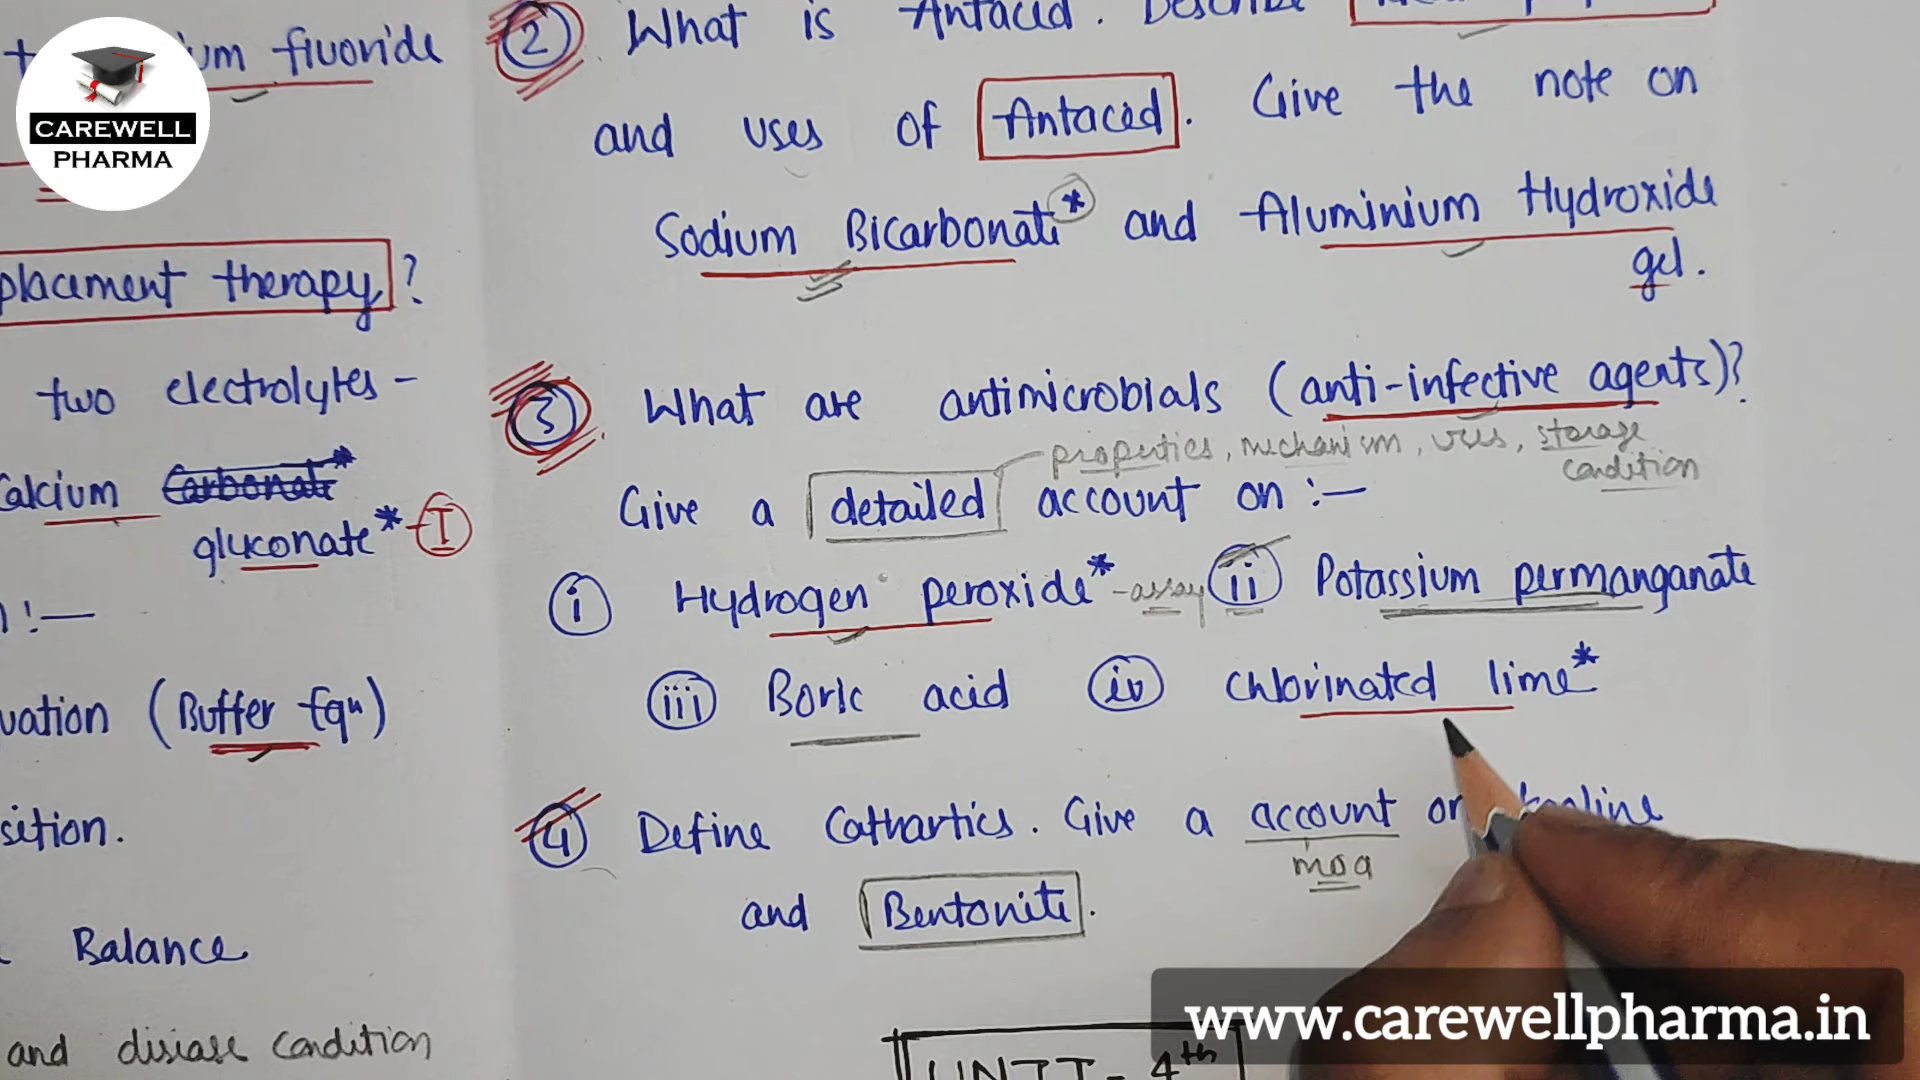 CAREWELL
PHARMA
um fluoride
placement therapy ?
two electrolytes -
Calcium Carbonate*
gluconate* - I
! —
uation (Buffer Eqn)
sition.
Balance
and disiase condition
2 What is Antacid. Describe
and uses of Antacid. Give the note on
Sodium Bicarbonate* and Aluminium Hydroxide
gel.
3 What are antimicrobials (anti-infective agents)?
properties, mechanism, uses, storage
condition
Give a detailed account on :—
i Hydrogen peroxide* - assay ii Potassium permanganate
iii Boric acid iv Chlorinated lime*
4 Define Cathartics. Give a account on
moa
and Bentonite.
UNIT - 4th
www.carewellpharma.in